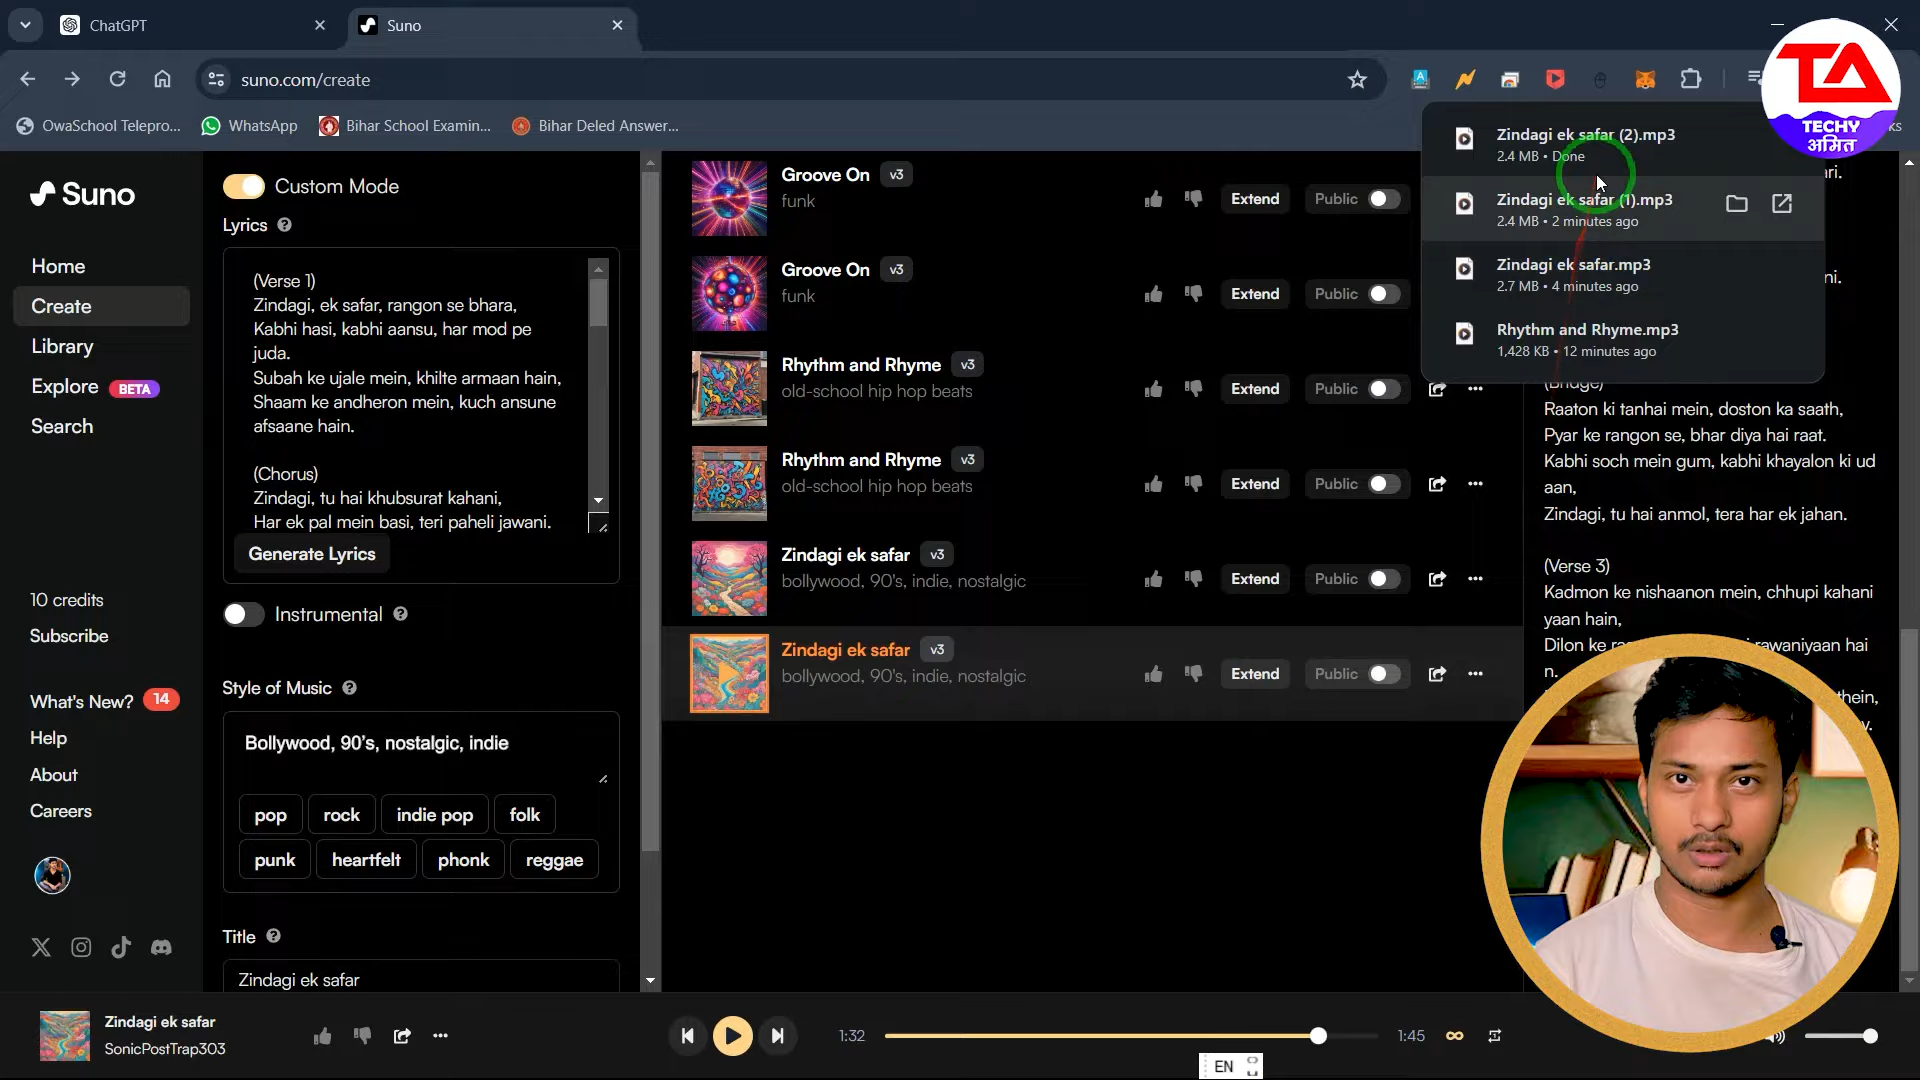 ChatGPT
Suno
suno.com/create
OwaSchool Telepro...
WhatsApp
Bihar School Examin...
Bihar Deled Answer...
TA
TECHY
अमित
ks
Zindagi ek safar (2).mp3
2.4 MB • Done
Zindagi ek safar (1).mp3
2.4 MB • 2 minutes ago
Zindagi ek safar.mp3
2.7 MB • 4 minutes ago
Rhythm and Rhyme.mp3
1,428 KB • 12 minutes ago
Suno
Home
Create
Library
Explore BETA
Search
10 credits
Subscribe
What's New? 14
Help
About
Careers
Custom Mode
Lyrics
(Verse 1)
Zindagi, ek safar, rangon se bhara,
Kabhi hasi, kabhi aansu, har mod pe
juda.
Subah ke ujale mein, khilte armaan hain,
Shaam ke andheron mein, kuch ansune
afsaane hain.
(Chorus)
Zindagi, tu hai khubsurat kahani,
Har ek pal mein basi, teri paheli jawani.
Generate Lyrics
Instrumental
Style of Music
Bollywood, 90's, nostalgic, indie
pop rock indie pop folk
punk heartfelt phonk reggae
Title
Zindagi ek safar
Groove On v3
funk
Extend Public
Groove On v3
funk
Extend Public
Rhythm and Rhyme v3
old-school hip hop beats
Extend Public
Rhythm and Rhyme v3
old-school hip hop beats
Extend Public
Zindagi ek safar v3
bollywood, 90's, indie, nostalgic
Extend Public
Zindagi ek safar v3
bollywood, 90's, indie, nostalgic
Extend Public
ri.
ni.
(Bridge)
Raaton ki tanhai mein, doston ka saath,
Pyar ke rangon se, bhar diya hai raat.
Kabhi soch mein gum, kabhi khayalon ki ud
aan,
Zindagi, tu hai anmol, tera har ek jahan.
(Verse 3)
Kadmon ke nishaanon mein, chhupi kahani
yaan hain,
Dilon ke rawaniyaan hai
n.
thein,
Zindagi ek safar
SonicPostTrap303
1:32
1:45
EN